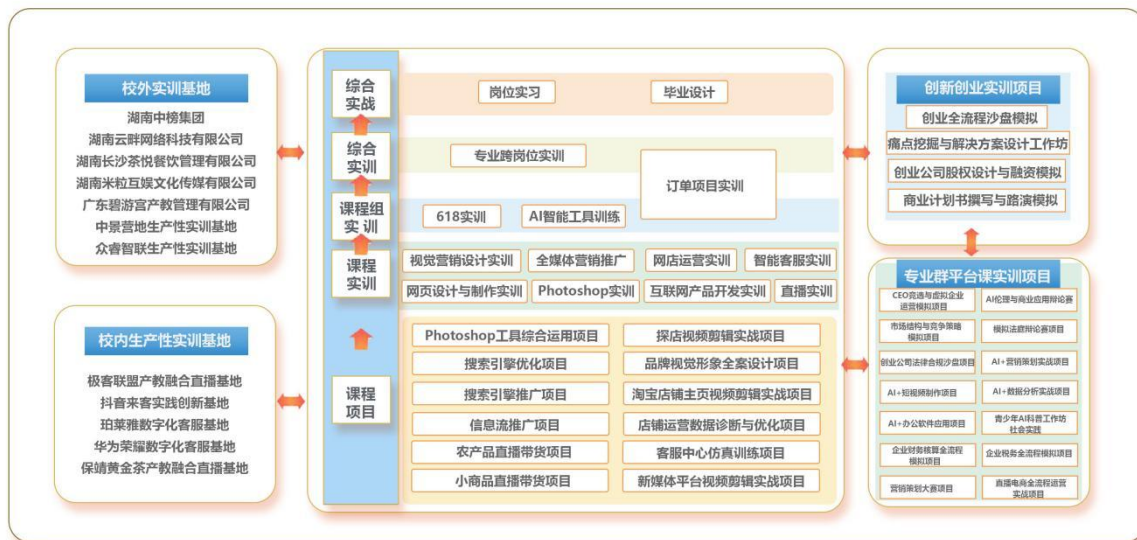 校外实训基地
湖南中榜集团
湖南云畔网络科技有限公司
湖南长沙茶悦餐饮管理有限公司
湖南米粒互娱文化传媒有限公司
广东碧游宫产教管理有限公司
中景营地生产性实训基地
众睿智联生产性实训基地
校内生产性实训基地
极客联盟产教融合直播基地
抖音来客实践创新基地
珀莱雅数字化客服基地
华为荣耀数字化客服基地
保靖黄金茶产教融合直播基地
综合
实战
岗位实习
毕业设计
综合
实训
专业跨岗位实训
订单项目实训
课程组
实 训
618实训
AI智能工具训练
课程
实训
视觉营销设计实训
全媒体营销推广
网店运营实训
智能客服实训
网页设计与制作实训
Photoshop实训
互联网产品开发实训
直播实训
课程
项目
Photoshop工具综合运用项目
探店视频剪辑实战项目
搜索引擎优化项目
品牌视觉形象全案设计项目
搜索引擎推广项目
淘宝店铺主页视频剪辑实战项目
信息流推广项目
店铺运营数据诊断与优化项目
农产品直播带货项目
客服中心仿真训练项目
小商品直播带货项目
新媒体平台视频剪辑实战项目
创新创业实训项目
创业全流程沙盘模拟
痛点挖掘与解决方案设计工作坊
创业公司股权设计与融资模拟
商业计划书撰写与路演模拟
专业群平台课实训项目
CEO竞选与虚拟企业
运营模拟项目
AI伦理与商业应用辩论赛
市场结构与竞争策略
模拟项目
模拟法庭辩论赛项目
创业公司法律合规沙盘项目
AI+营销策划实战项目
AI+短视频制作项目
AI+数据分析实战项目
AI+办公软件应用项目
青少年AI科普工作坊
社会实践
企业财务核算全流程
模拟项目
企业税务全流程模拟项目
营销策划大赛项目
直播电商全流程运营
实战项目